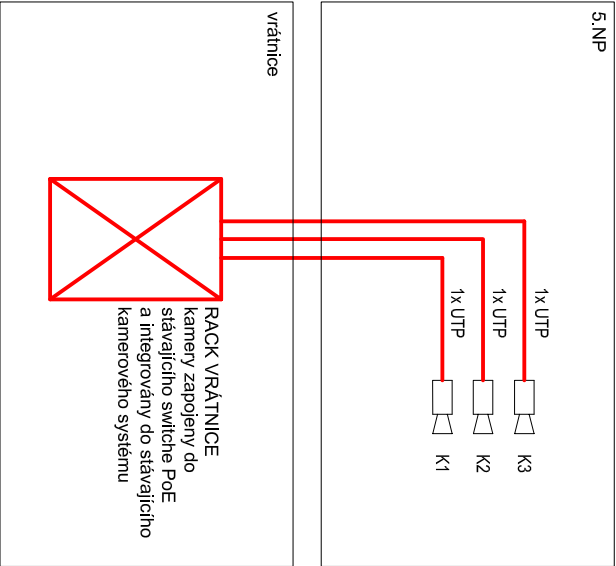 5.NP
1x UTP
K3
1x UTP
K2
1x UTP
K1
vrátnice
RACK VRÁTNICE
kamery zapojeny do
stávajícího switche PoE
a integrovány do stávajícího
kamerového systému